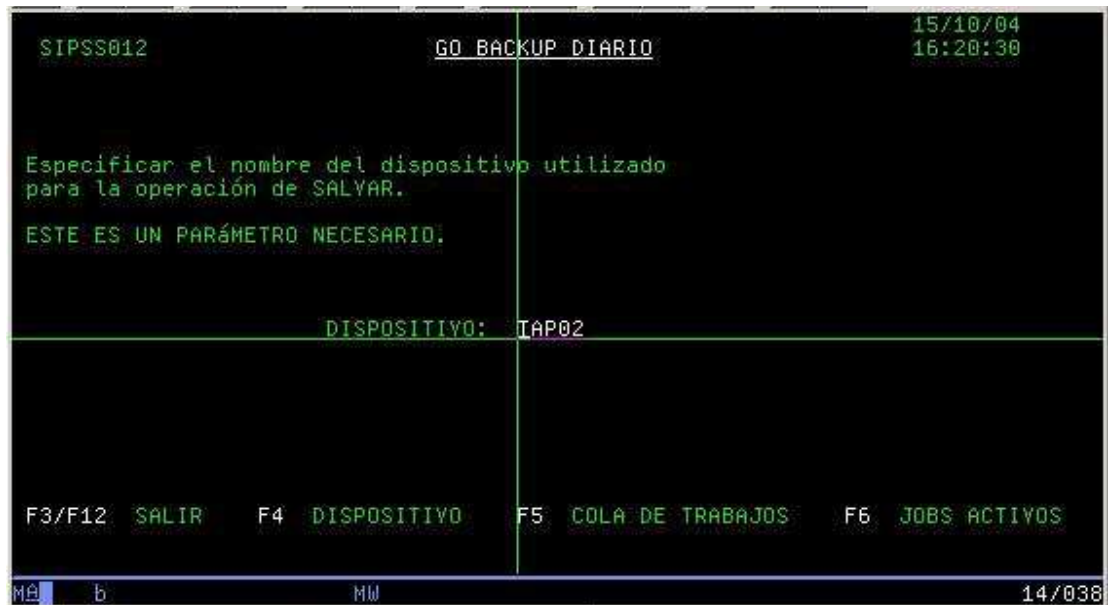 15/10/04
SIPSS012 GO BACKUP DIARIO 16:20:30
Especificar el nombre del dispositivo utilizado
para la operación de SALVAR.
ESTE ES UN PARáMETRO NECESARIO.
DISPOSITIVO: TAP02
F3/F12 SALIR F4 DISPOSITIVO F5 COLA DE TRABAJOS F6 JOBS ACTIVOS
MA b MW 14/038